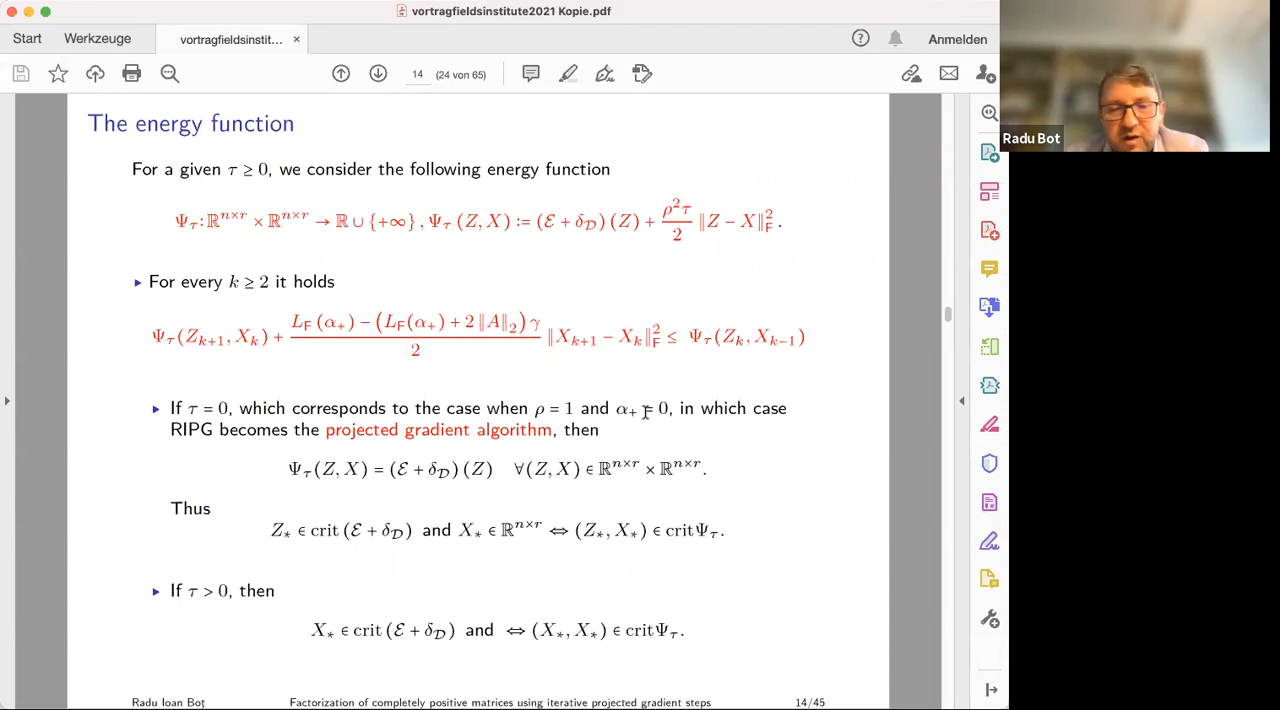 vortragfieldsinstitute2021 Kopie.pdf
Start Werkzeuge vortragfieldsinstit... × Anmelden
14 (24 von 65)
Radu Bot
The energy function
For a given τ ≥ 0, we consider the following energy function
Ψ_τ : ℝ^{n×r} × ℝ^{n×r} → ℝ ∪ {+∞}, Ψ_τ (Z, X) := (ℰ + δ_𝒟) (Z) + ρ²τ/2 ‖Z − X‖²_F .
▸ For every k ≥ 2 it holds
Ψ_τ(Z_{k+1}, X_k) + (L_F (α_+) − (L_F(α_+) + 2 ‖A‖_2) γ)/2 ‖X_{k+1} − X_k‖²_F ≤ Ψ_τ(Z_k, X_{k−1})
▸ If τ = 0, which corresponds to the case when ρ = 1 and α_+ = 0, in which case
RIPG becomes the projected gradient algorithm, then
Ψ_τ(Z, X) = (ℰ + δ_𝒟) (Z) ∀(Z, X) ∈ ℝ^{n×r} × ℝ^{n×r}.
Thus
Z_* ∈ crit (ℰ + δ_𝒟) and X_* ∈ ℝ^{n×r} ⇔ (Z_*, X_*) ∈ critΨ_τ.
▸ If τ > 0, then
X_* ∈ crit (ℰ + δ_𝒟) and ⇔ (X_*, X_*) ∈ critΨ_τ.
Radu Ioan Boț Factorization of completely positive matrices using iterative projected gradient steps 14/45